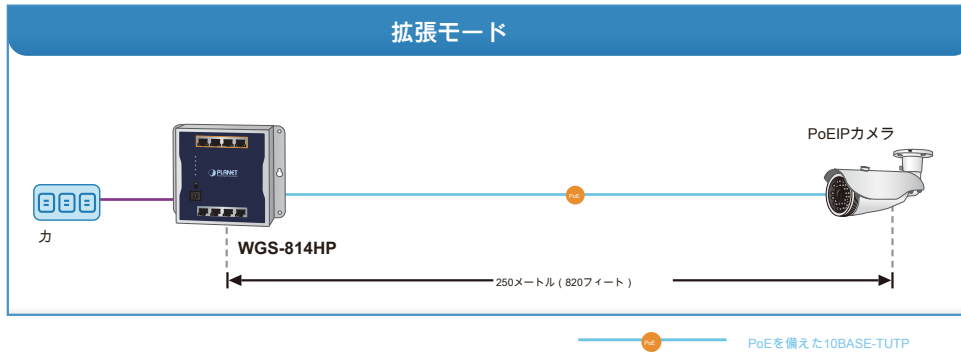 拡張モード
PoEIPカメラ
PLANET
PoE
力
WGS-814HP
250メートル ( 820フィート )
PoE
PoEを備えた10BASE-TUTP